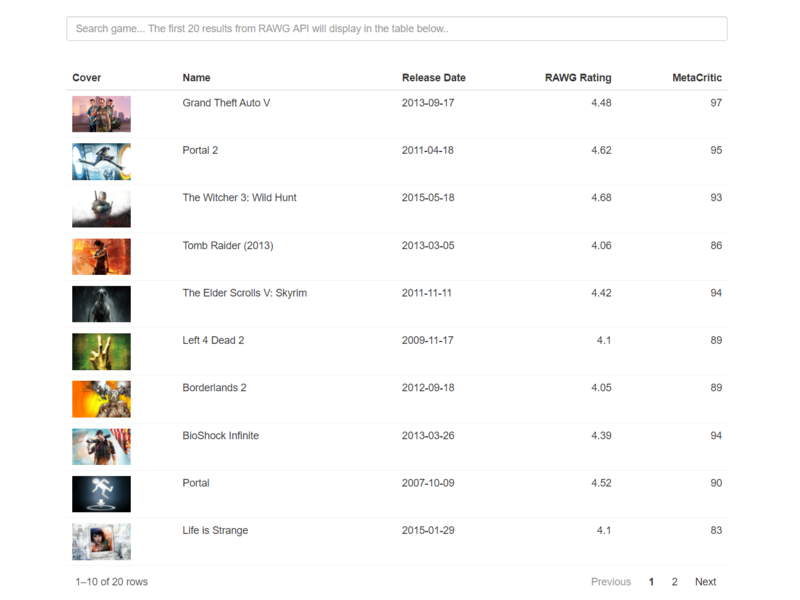 Search game... The first 20 results from RAWG API will display in the table below..
Cover Name Release Date RAWG Rating MetaCritic
Grand Theft Auto V 2013-09-17 4.48 97
Portal 2 2011-04-18 4.62 95
The Witcher 3: Wild Hunt 2015-05-18 4.68 93
Tomb Raider (2013) 2013-03-05 4.06 86
The Elder Scrolls V: Skyrim 2011-11-11 4.42 94
Left 4 Dead 2 2009-11-17 4.1 89
Borderlands 2 2012-09-18 4.05 89
BioShock Infinite 2013-03-26 4.39 94
Portal 2007-10-09 4.52 90
Life is Strange 2015-01-29 4.1 83
1–10 of 20 rows Previous 1 2 Next